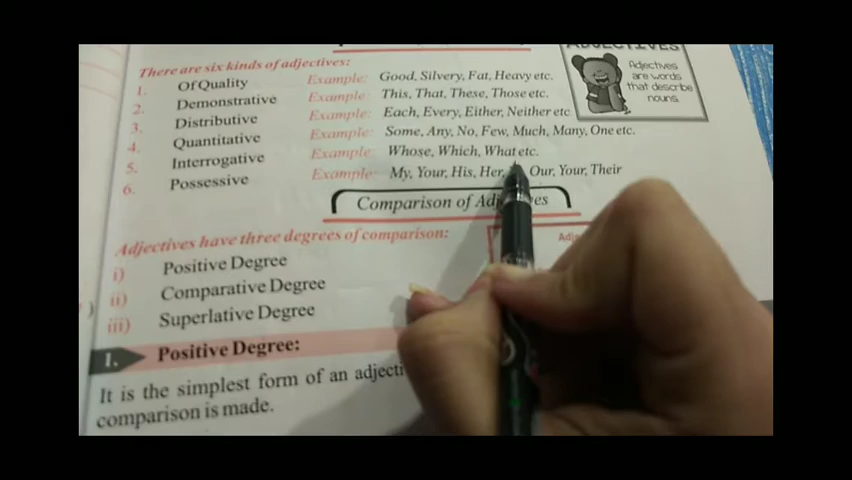 ADJECTIVES
Adjectives
are words
that describe
nouns.
There are six kinds of adjectives:
1. Of Quality Example: Good, Silvery, Fat, Heavy etc.
2. Demonstrative Example: This, That, These, Those etc.
3. Distributive Example: Each, Every, Either, Neither etc
4. Quantitative Example: Some, Any, No, Few, Much, Many, One etc.
5. Interrogative Example: Whose, Which, What etc.
6. Possessive Example: My, Your, His, Her, Our, Your, Their
Comparison of Adjectives
Adjectives have three degrees of comparison:
i) Positive Degree
ii) Comparative Degree
iii) Superlative Degree
1. Positive Degree:
It is the simplest form of an adjecti
comparison is made.